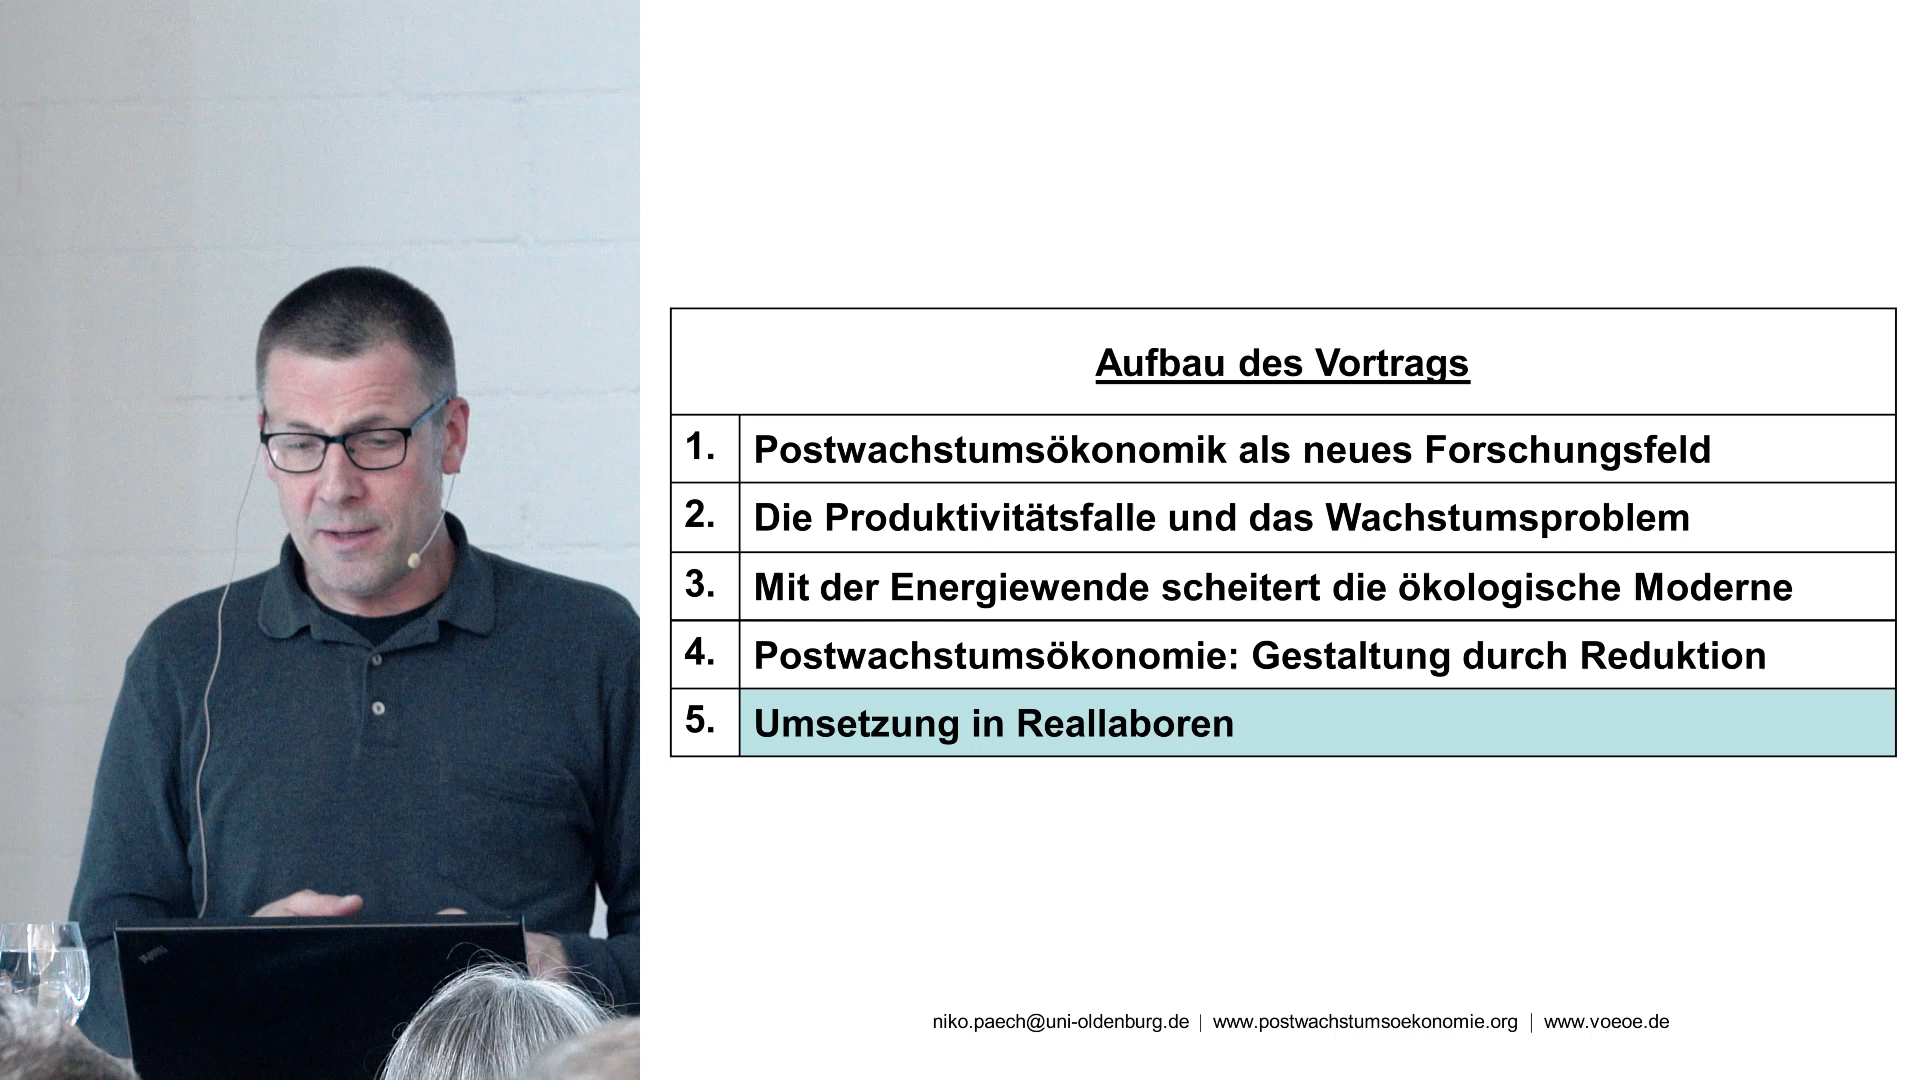 Aufbau des Vortrags
1. Postwachstumsökonomik als neues Forschungsfeld
2. Die Produktivitätsfalle und das Wachstumsproblem
3. Mit der Energiewende scheitert die ökologische Moderne
4. Postwachstumsökonomie: Gestaltung durch Reduktion
5. Umsetzung in Reallaboren
niko.paech@uni-oldenburg.de | www.postwachstumsoekonomie.org | www.voeoe.de